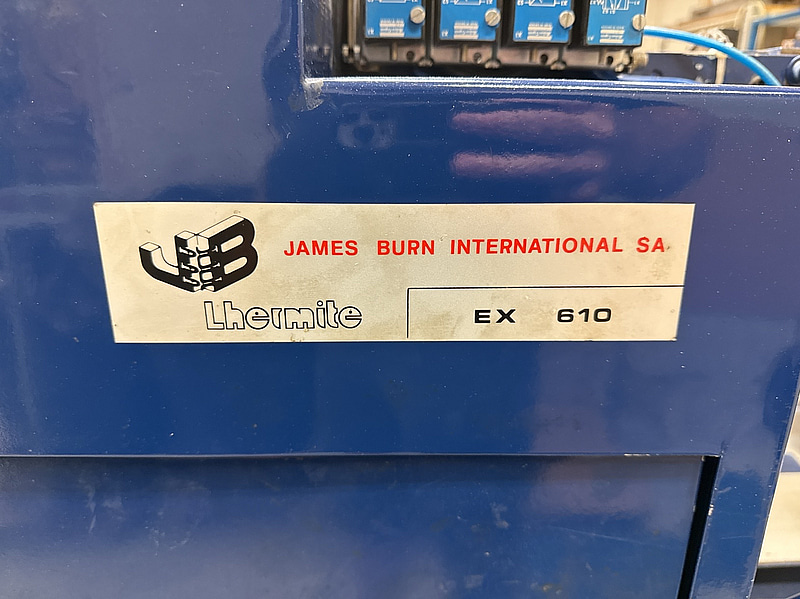 JB
JAMES BURN INTERNATIONAL SA
Lhermite
EX 610